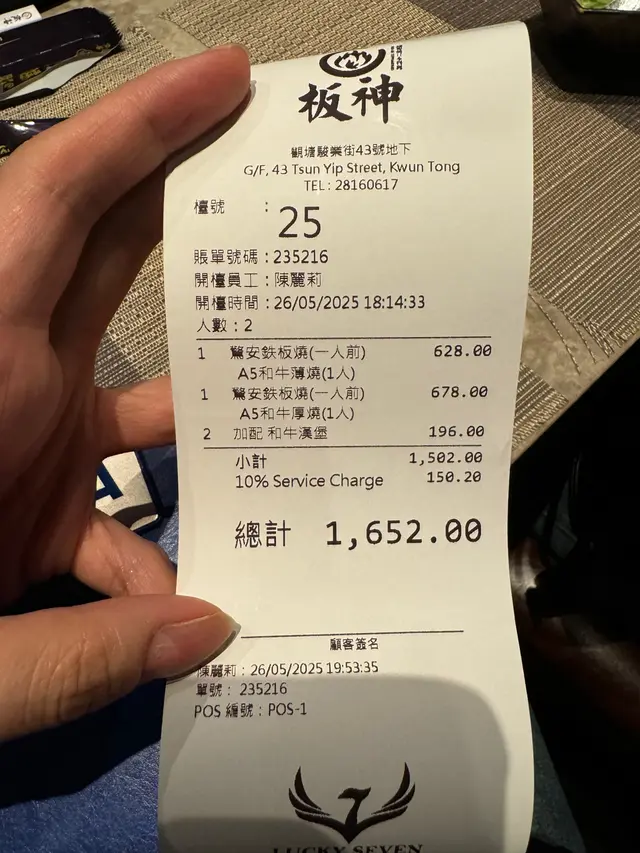 板神
觀塘駿業街43號地下
G/F, 43 Tsun Yip Street, Kwun Tong
TEL: 28160617
檯號 : 25
賬單號碼：235216
開檯員工：陳麗莉
開檯時間：26/05/2025 18:14:33
人數：2
1 驚安鉄板燒(一人前) 628.00
A5和牛薄燒(1人)
1 驚安鉄板燒(一人前) 678.00
A5和牛厚燒(1人)
2 加配 和牛漢堡 196.00
小計 1,502.00
10% Service Charge 150.20
總計 1,652.00
顧客簽名
陳麗莉：26/05/2025 19:53:35
單號： 235216
POS 編號：POS-1
LUCKY SEVEN